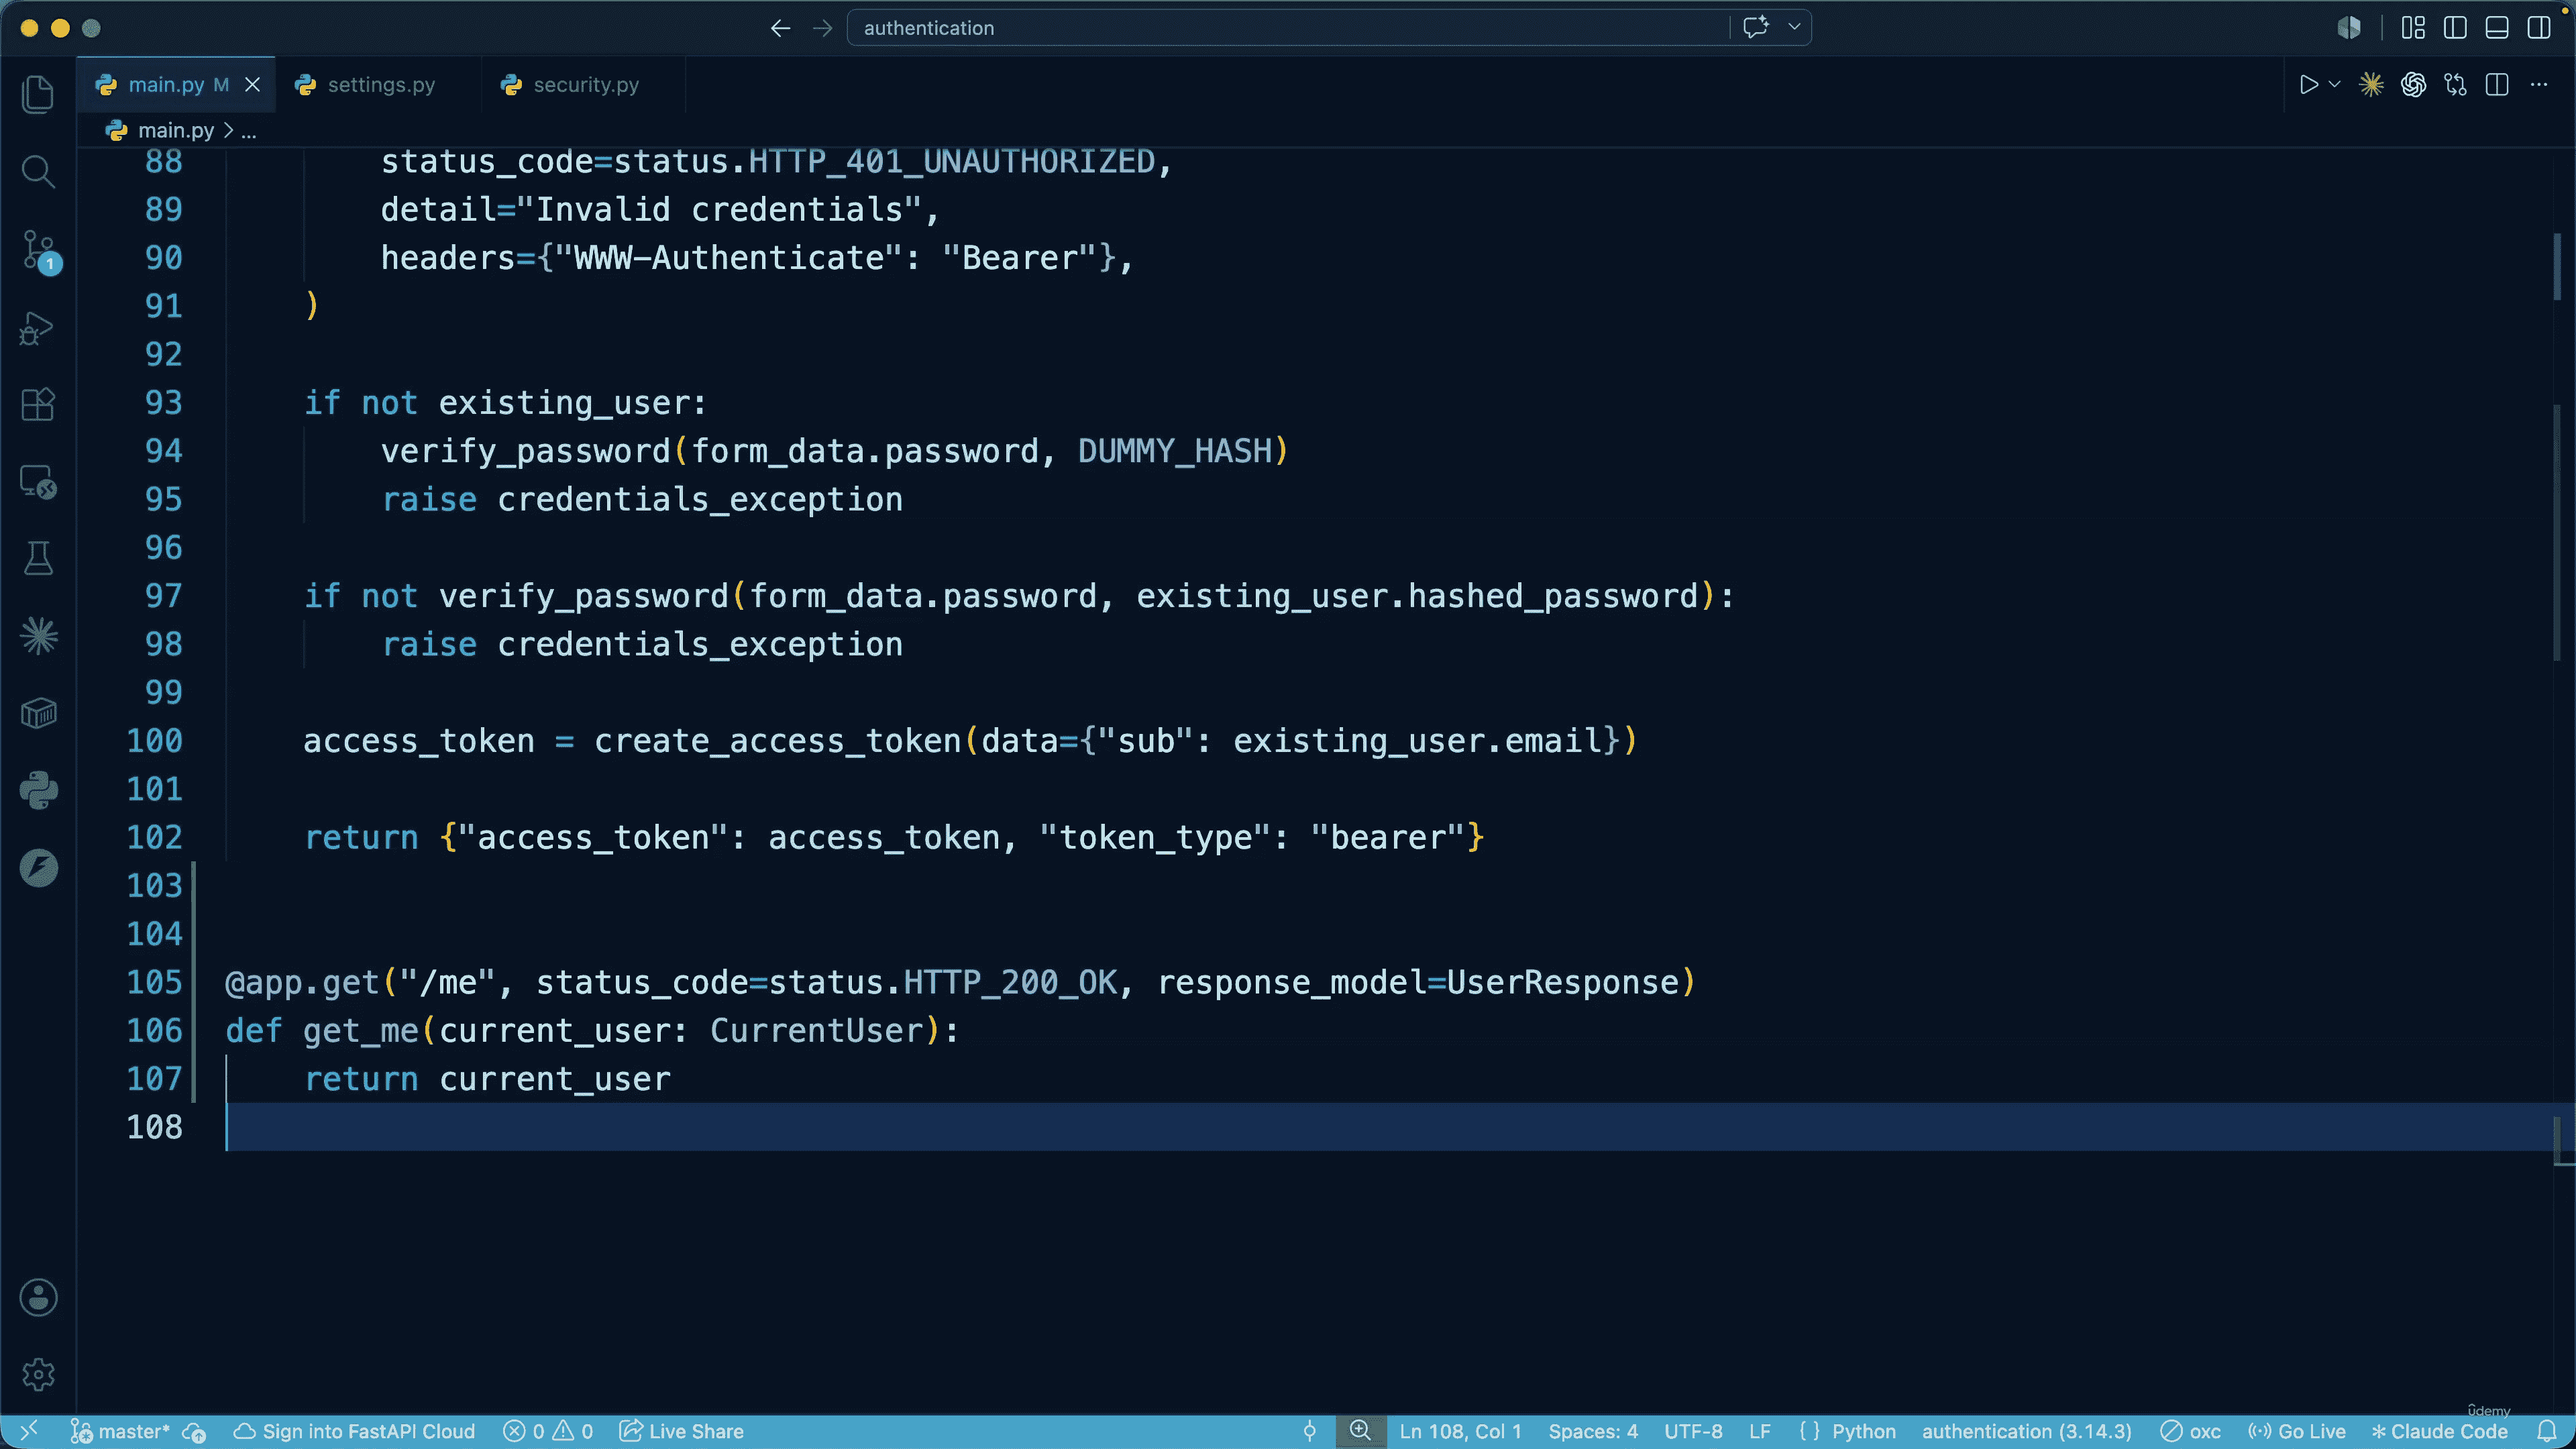 authentication
main.py M
settings.py
security.py
main.py > ...
88 status_code=status.HTTP_401_UNAUTHORIZED,
89 detail="Invalid credentials",
90 headers={"WWW-Authenticate": "Bearer"},
91 )
92
93 if not existing_user:
94 verify_password(form_data.password, DUMMY_HASH)
95 raise credentials_exception
96
97 if not verify_password(form_data.password, existing_user.hashed_password):
98 raise credentials_exception
99
100 access_token = create_access_token(data={"sub": existing_user.email})
101
102 return {"access_token": access_token, "token_type": "bearer"}
103
104
105 @app.get("/me", status_code=status.HTTP_200_OK, response_model=UserResponse)
106 def get_me(current_user: CurrentUser):
107 return current_user
108
1
udemy
master* Sign into FastAPI Cloud 0 0 Live Share Ln 108, Col 1 Spaces: 4 UTF-8 LF { } Python authentication (3.14.3) oxc Go Live Claude Code